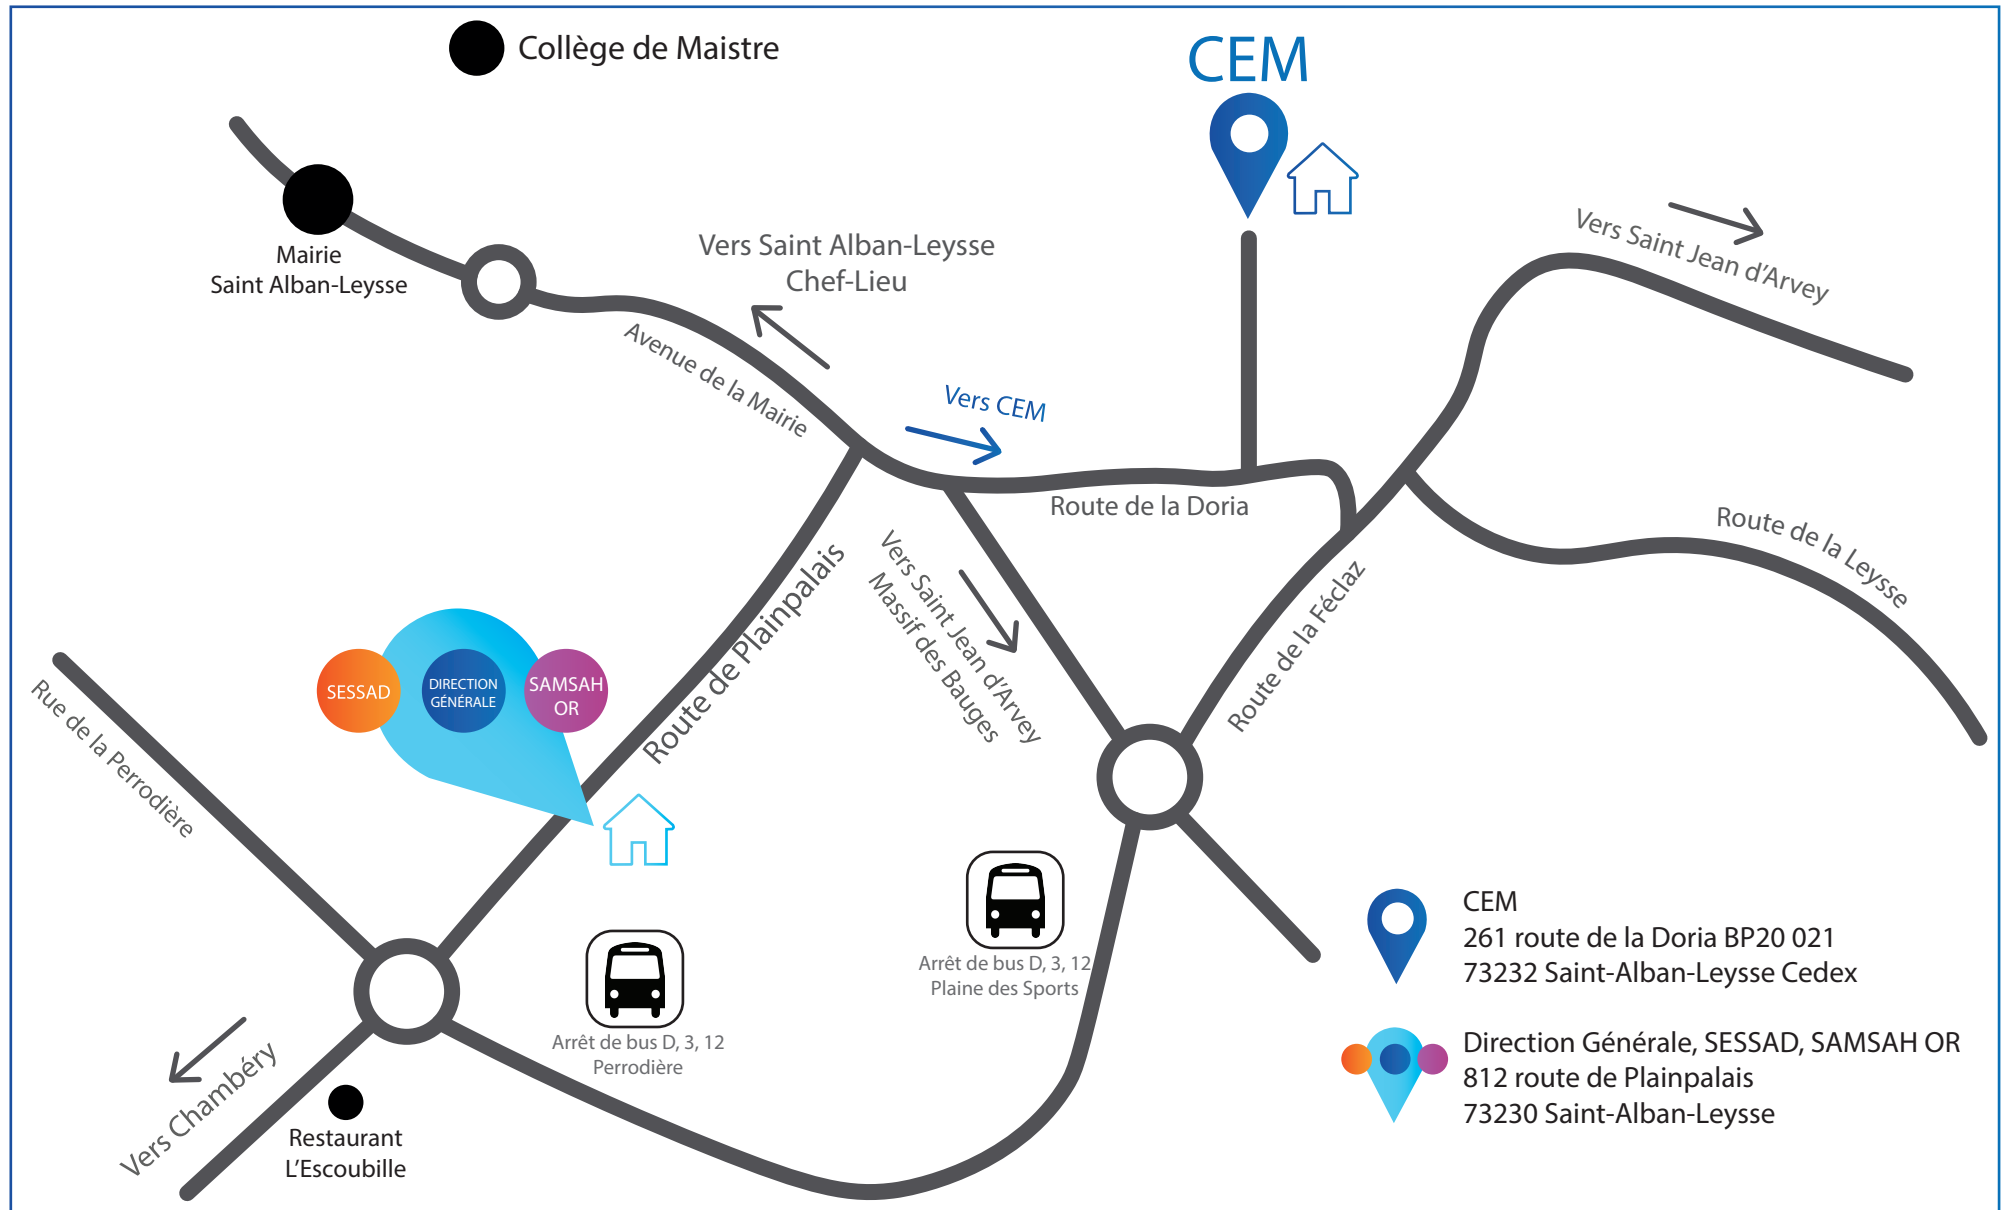 Collège de Maistre
CEM
Mairie
Saint Alban-Leysse
Vers Saint Alban-Leysse
Chef-Lieu
Vers Saint Jean d'Arvey
Avenue de la Mairie
Vers CEM
Route de la Doria
Route de la Leysse
Vers Saint Jean d'Arvey
Massif des Bauges
Route de la Féclaz
Route de Plainpalais
SESSAD
DIRECTION
GÉNÉRALE
SAMSAH
OR
Rue de la Perrodière
Arrêt de bus D, 3, 12
Plaine des Sports
Arrêt de bus D, 3, 12
Perrodière
Vers Chambéry
Restaurant
L'Escoubille
CEM
261 route de la Doria BP20 021
73232 Saint-Alban-Leysse Cedex
Direction Générale, SESSAD, SAMSAH OR
812 route de Plainpalais
73230 Saint-Alban-Leysse